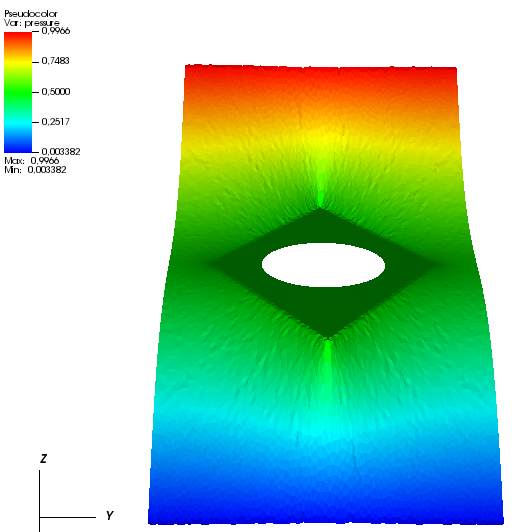 Pseudocolor
Var: pressure
0.9966
0.7483
0.5000
0.2517
0.003382
Max: 0.9966
Min: 0.003382
Z
Y